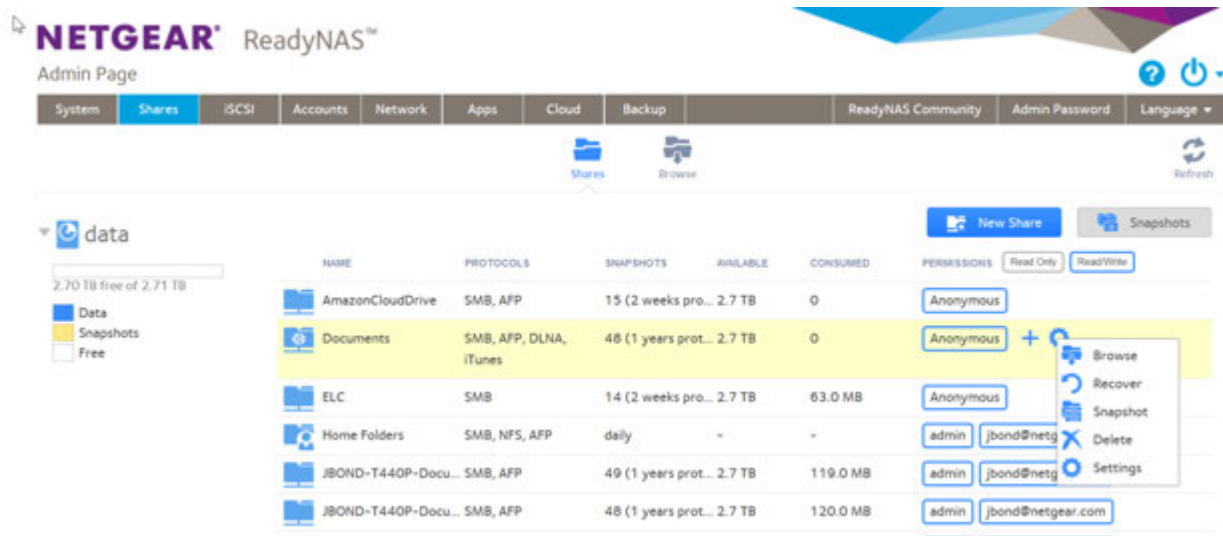 NETGEAR® ReadyNAS™
Admin Page
System Shares iSCSI Accounts Network Apps Cloud Backup ReadyNAS Community Admin Password Language
Shares Browse Refresh
data
New Share Snapshots
NAME PROTOCOLS SNAPSHOTS AVAILABLE CONSUMED PERMISSIONS Read Only Read/Write
2.70 TB free of 2.71 TB
Data
Snapshots
Free
AmazonCloudDrive SMB, AFP 15 (2 weeks pro... 2.7 TB 0 Anonymous
Documents SMB, AFP, DLNA, 48 (1 years prot... 2.7 TB 0 Anonymous
iTunes
Browse
Recover
Snapshot
Delete
Settings
ELC SMB 14 (2 weeks pro... 2.7 TB 63.0 MB Anonymous
Home Folders SMB, NFS, AFP daily - - admin jbond@netg
JBOND-T440P-Docu... SMB, AFP 49 (1 years prot... 2.7 TB 119.0 MB admin jbond@netg
JBOND-T440P-Docu... SMB, AFP 48 (1 years prot... 2.7 TB 120.0 MB admin jbond@netgear.com